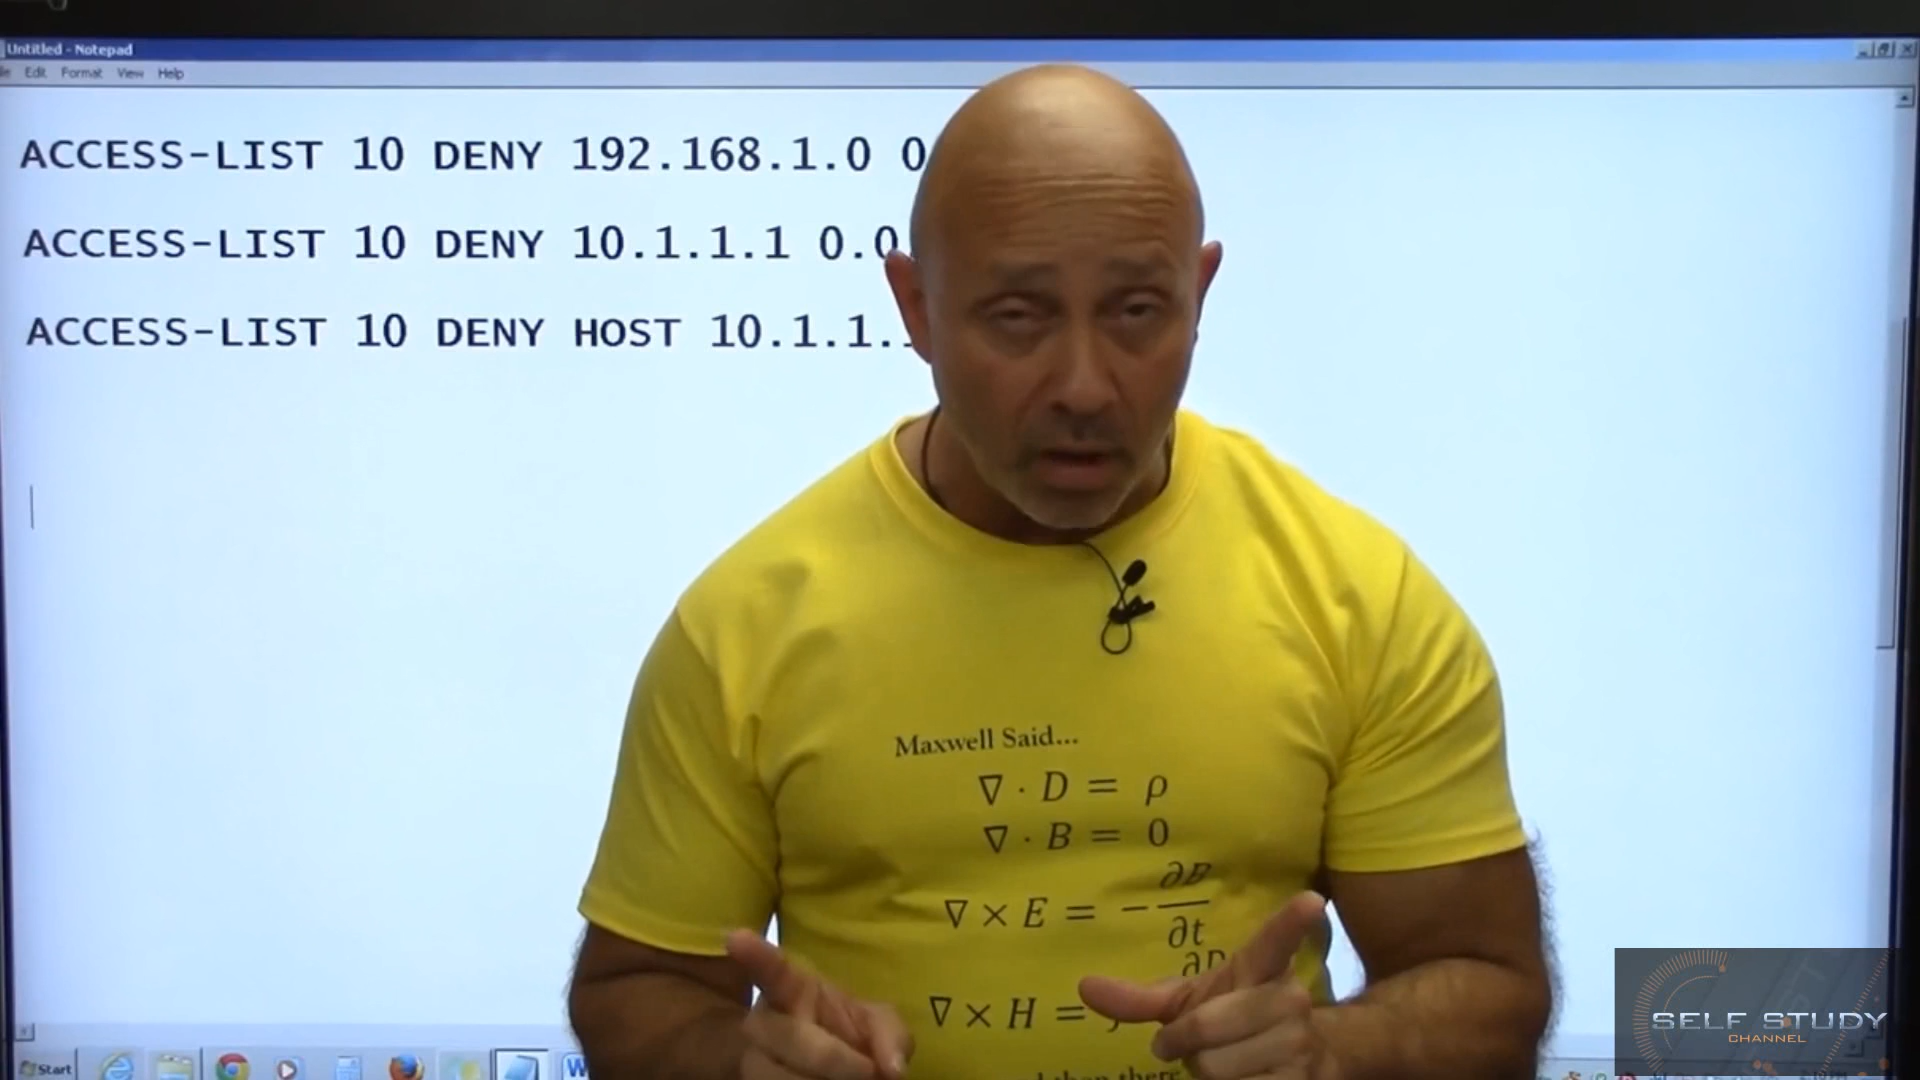 Untitled - Notepad
Edit Format View Help
ACCESS-LIST 10 DENY 192.168.1.0 0
ACCESS-LIST 10 DENY 10.1.1.1 0.0
ACCESS-LIST 10 DENY HOST 10.1.1.
Maxwell Said...
∇ · D = ρ
∇ · B = 0
∇ × E = − ∂B/∂t
∇ × H =
there
Start
SELF STUDY
CHANNEL